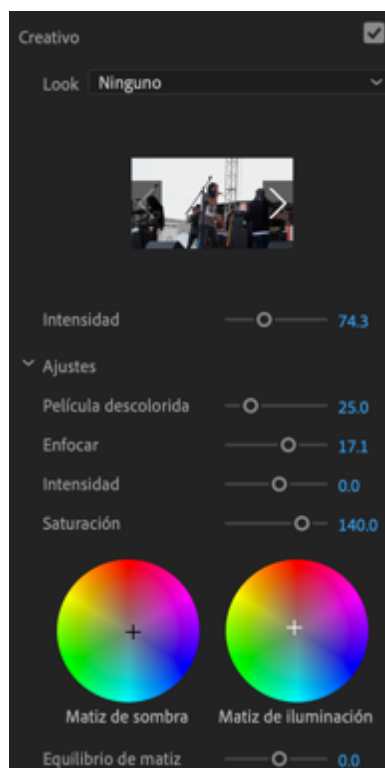 Creativo
Look Ninguno
Intensidad 74.3
Ajustes
Película descolorida 25.0
Enfocar 17.1
Intensidad 0.0
Saturación 140.0
Matiz de sombra Matiz de iluminación
Equilibrio de matiz 0.0